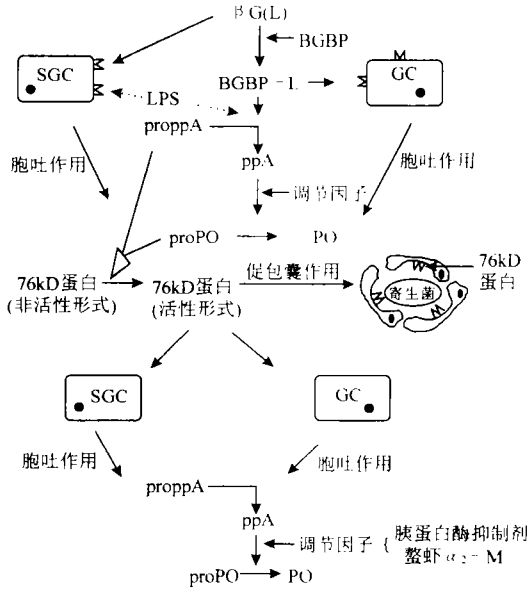 βG(L)
BGBP
SGC
BGBP-L
GC
LPS
proppA
胞吐作用
ppA
胞吐作用
调节因子
proPO
PO
76kD蛋白
(非活性形式)
76kD蛋白
(活性形式)
促包囊作用
寄生菌
76kD
蛋白
SGC
GC
胞吐作用
胞吐作用
proppA
ppA
调节因子 {
胰蛋白酶抑制剂
螯虾α₂-M
proPO
PO